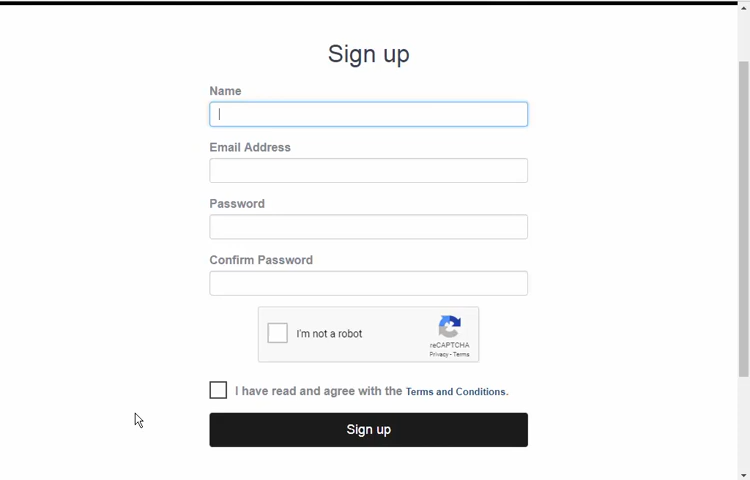 Sign up
Name
Email Address
Password
Confirm Password
I'm not a robot
reCAPTCHA
Privacy - Terms
I have read and agree with the Terms and Conditions.
Sign up